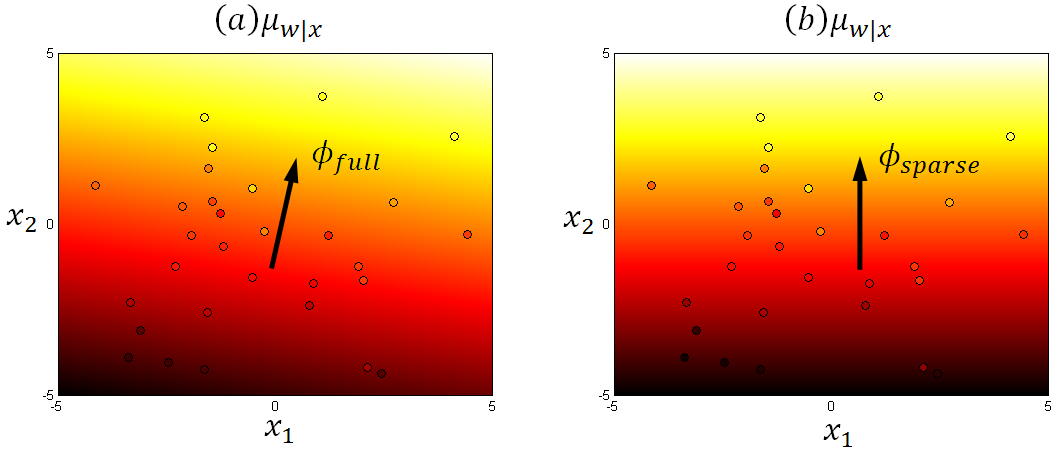 (a)μ_{w|x}
5
ϕ_{full}
x_2
0
-5
-5
0
5
x_1
(b)μ_{w|x}
5
ϕ_{sparse}
x_2
0
-5
-5
0
5
x_1